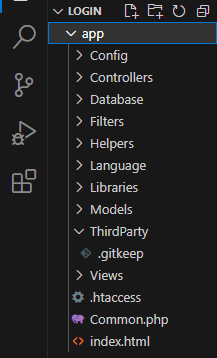 LOGIN
app
Config
Controllers
Database
Filters
Helpers
Language
Libraries
Models
ThirdParty
.gitkeep
Views
.htaccess
Common.php
index.html